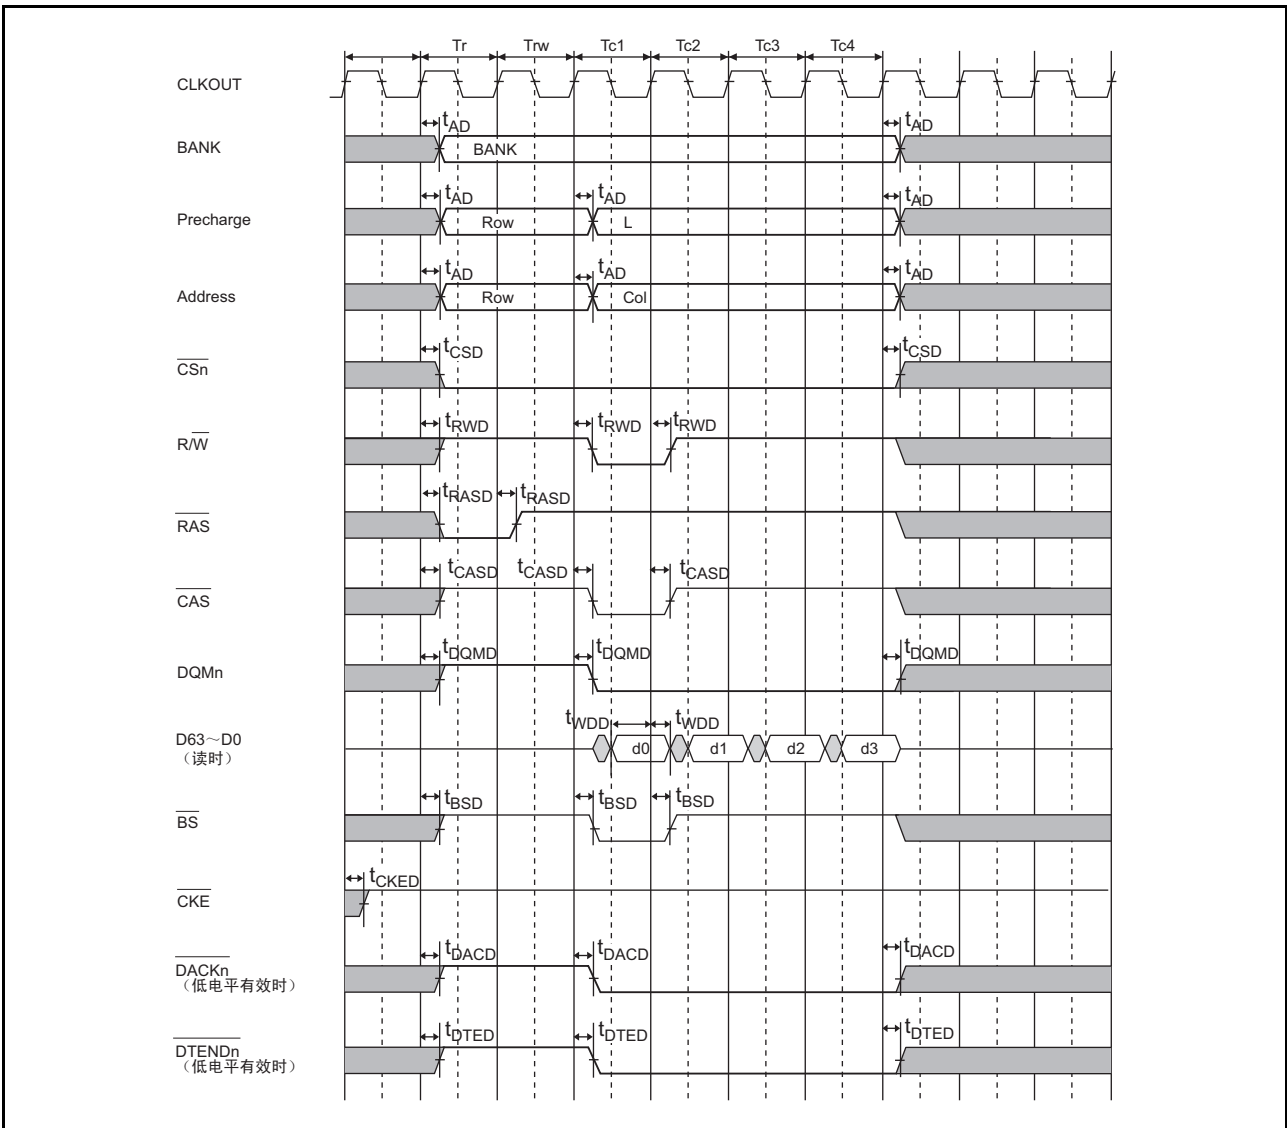 Tr Trw Tc1 Tc2 Tc3 Tc4
CLKOUT
tAD tAD
BANK BANK
tAD tAD tAD
Precharge Row L
tAD tAD tAD
Address Row Col
tCSD tCSD
CSn
tRWD tRWD tRWD
R/W
tRASD tRASD
RAS
tCASD tCASD tCASD
CAS
tDQMD tDQMD tDQMD
DQMn
tWDD tWDD
D63～D0 d0 d1 d2 d3
（读时）
tBSD tBSD tBSD
BS
tCKED
CKE
tDACD tDACD tDACD
DACKn
（低电平有效时）
tDTED tDTED tDTED
DTENDn
（低电平有效时）